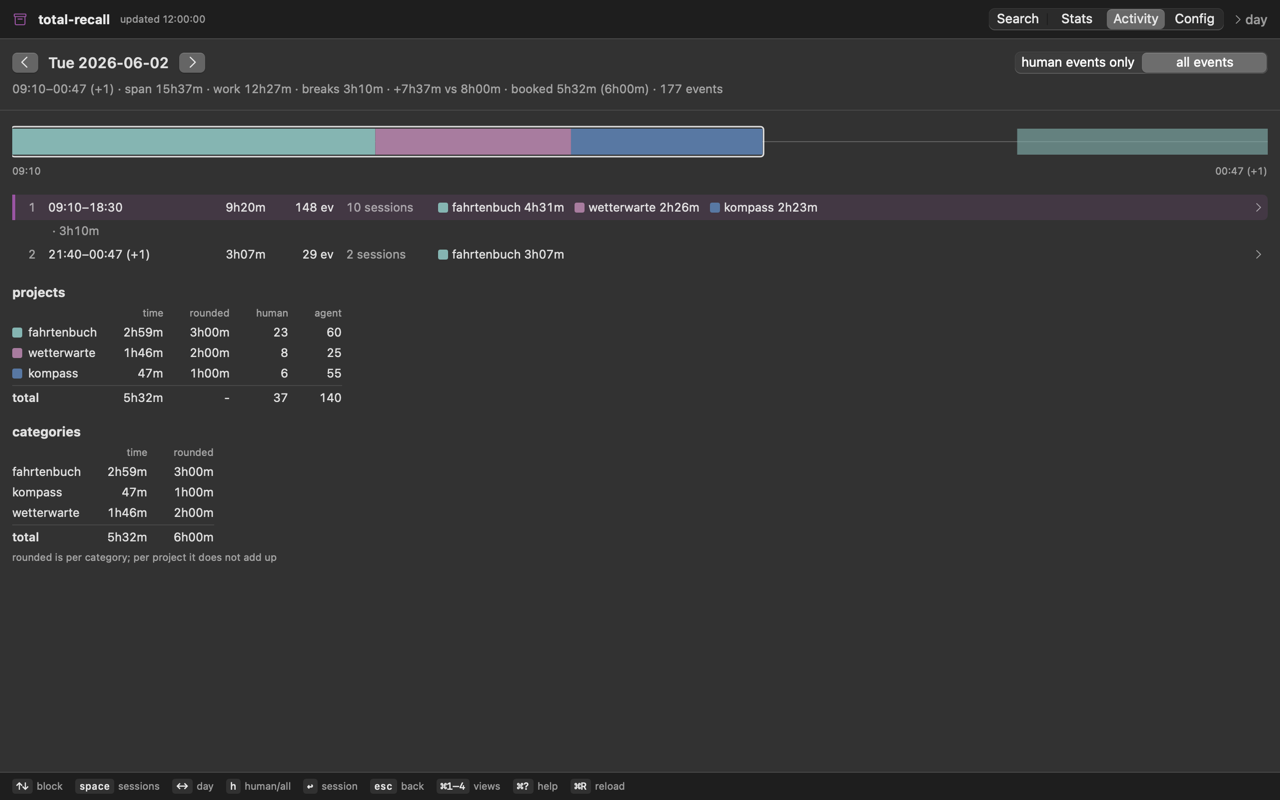 total-recall updated 12:00:00 Search Stats Activity Config > day
Tue 2026-06-02 human events only all events
09:10–00:47 (+1) · span 15h37m · work 12h27m · breaks 3h10m · +7h37m vs 8h00m · booked 5h32m (6h00m) · 177 events
09:10 00:47 (+1)
1 09:10–18:30 9h20m 148 ev 10 sessions fahrtenbuch 4h31m wetterwarte 2h26m kompass 2h23m
· 3h10m
2 21:40–00:47 (+1) 3h07m 29 ev 2 sessions fahrtenbuch 3h07m
projects
time rounded human agent
fahrtenbuch 2h59m 3h00m 23 60
wetterwarte 1h46m 2h00m 8 25
kompass 47m 1h00m 6 55
total 5h32m - 37 140
categories
time rounded
fahrtenbuch 2h59m 3h00m
kompass 47m 1h00m
wetterwarte 1h46m 2h00m
total 5h32m 6h00m
rounded is per category; per project it does not add up
↑↓ block space sessions ↔ day h human/all ↩ session esc back ⌘1–4 views ⌘? help ⌘R reload